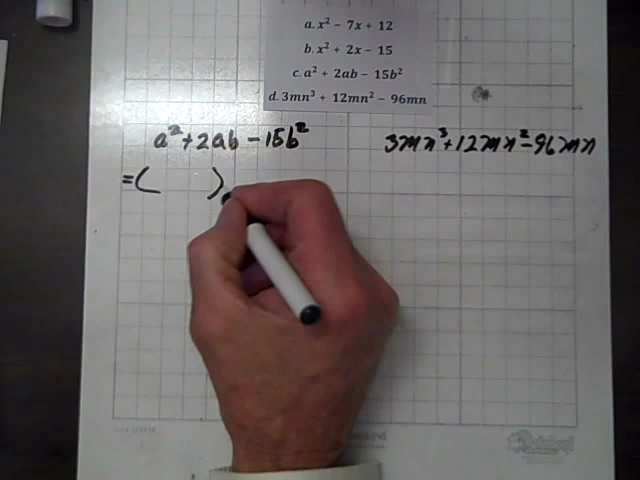 a. x² − 7x + 12
b. x² + 2x − 15
c. a² + 2ab − 15b²
d. 3mn³ + 12mn² − 96mn
a² + 2ab − 15b²
3mn³ + 12mn² − 96mn
= ( )